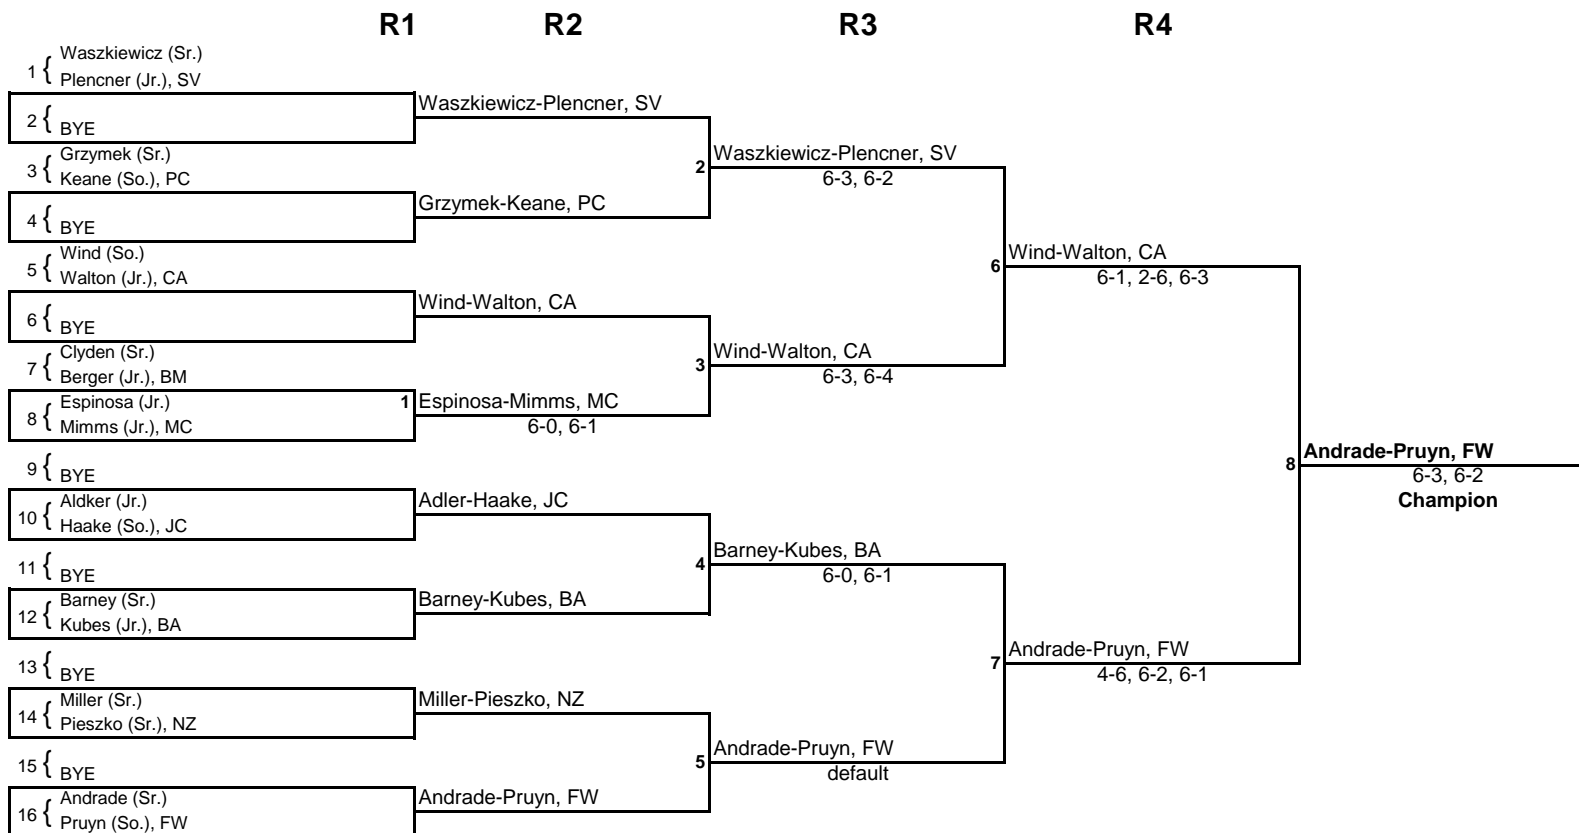 R1 R2 R3 R4
Waszkiewicz (Sr.)
1 { Plencner (Jr.), SV
Waszkiewicz-Plencner, SV
2 { BYE
Grzymek (Sr.)
3 { Keane (So.), PC
2 Waszkiewicz-Plencner, SV
6-3, 6-2
Grzymek-Keane, PC
4 { BYE
Wind (So.)
5 { Walton (Jr.), CA
6 Wind-Walton, CA
6-1, 2-6, 6-3
Wind-Walton, CA
6 { BYE
Clyden (Sr.)
7 { Berger (Jr.), BM
3 Wind-Walton, CA
6-3, 6-4
Espinosa (Jr.)
1 Espinosa-Mimms, MC
8 { Mimms (Jr.), MC
6-0, 6-1
8 Andrade-Pruyn, FW
6-3, 6-2
Champion
9 { BYE
Aldker (Jr.)
Adler-Haake, JC
10 { Haake (So.), JC
4 Barney-Kubes, BA
6-0, 6-1
11 { BYE
Barney (Sr.)
Barney-Kubes, BA
12 { Kubes (Jr.), BA
7 Andrade-Pruyn, FW
4-6, 6-2, 6-1
13 { BYE
Miller (Sr.)
Miller-Pieszko, NZ
14 { Pieszko (Sr.), NZ
5 Andrade-Pruyn, FW
default
15 { BYE
Andrade (Sr.)
Andrade-Pruyn, FW
16 { Pruyn (So.), FW